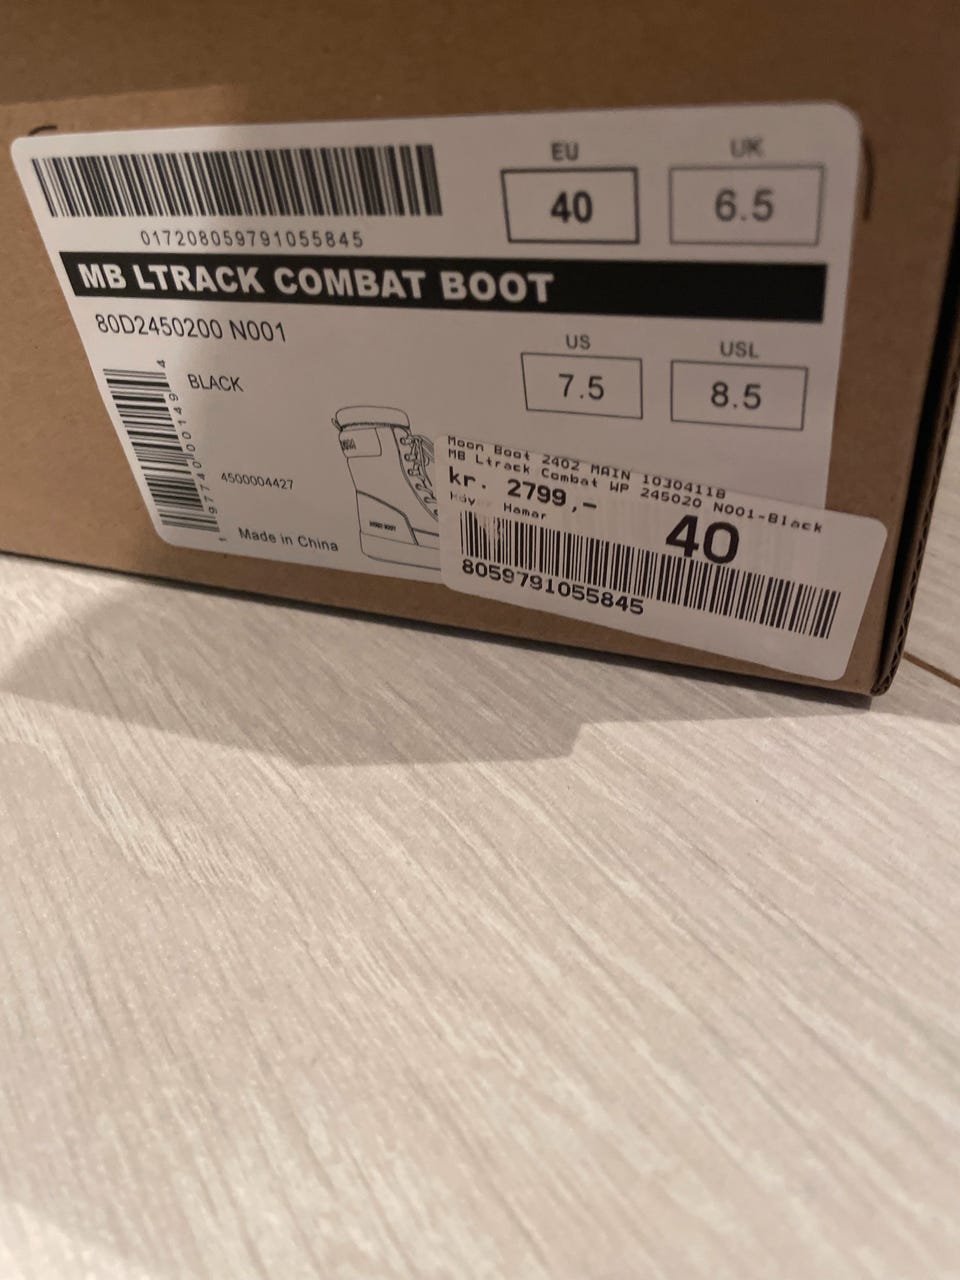 EU
UK
40
6.5
017208059791055845
MB LTRACK COMBAT BOOT
80D2450200 N001
US
USL
7.5
8.5
BLACK
4500004427
Made in China
Moon Boot 2402 MAIN 10304118
MB Ltrack Combat WP 245020 N001-Black
kr. 2799,-
40
Hamar
8059791055845